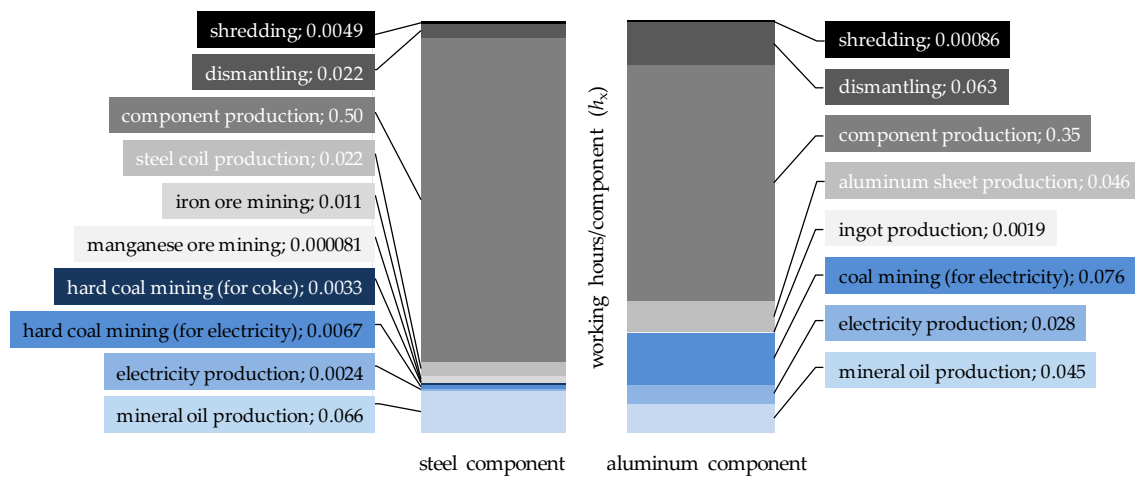 shredding; 0.0049
dismantling; 0.022
component production; 0.50
steel coil production; 0.022
iron ore mining; 0.011
manganese ore mining; 0.000081
hard coal mining (for coke); 0.0033
hard coal mining (for electricity); 0.0067
electricity production; 0.0024
mineral oil production; 0.066
steel component
working hours/component (hx)
shredding; 0.00086
dismantling; 0.063
component production; 0.35
aluminum sheet production; 0.046
ingot production; 0.0019
coal mining (for electricity); 0.076
electricity production; 0.028
mineral oil production; 0.045
aluminum component